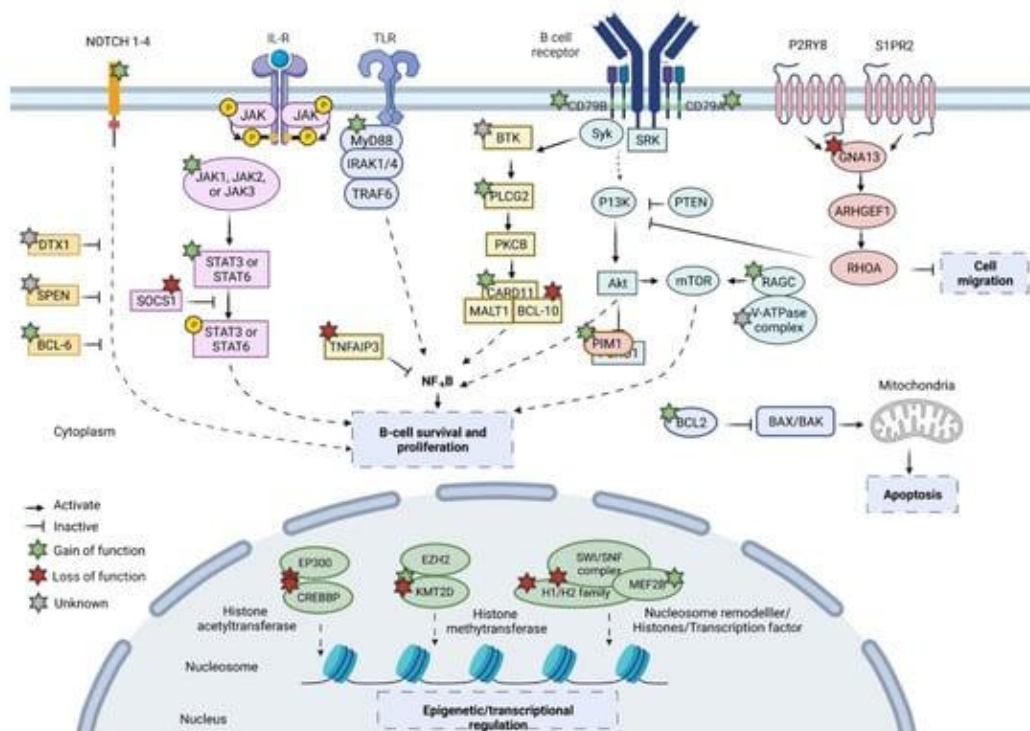 NOTCH 1-4
IL-R
TLR
B cell
receptor
P2RY8
S1PR2
CD79B
CD79A
P
P
JAK
JAK
P
P
MyD88
IRAK1/4
TRAF6
BTK
Syk
SRK
GNA13
JAK1, JAK2,
or JAK3
PLCG2
P13K
PTEN
ARHGEF1
DTX1
STAT3 or
STAT6
PKCB
RHOA
Cell
migration
SPEN
SOCS1
CARD11
MALT1
BCL-10
Akt
mTOR
RAGC
V-ATPase
complex
BCL-6
P
STAT3 or
STAT6
TNFAIP3
PIM1
NFκB
Cytoplasm
B-cell survival and
proliferation
BCL2
BAX/BAK
Mitochondria
Apoptosis
Activate
Inactive
Gain of function
Loss of function
Unknown
EP300
CREBBP
EZH2
KMT2D
SWI/SNF
complex
H1/H2 family
MEF2B
Histone
acetyltransferase
Histone
methytransferase
Nucleosome remodelller/
Histones/Transcription factor
Nucleosome
Nucleus
Epigenetic/transcriptional
regulation